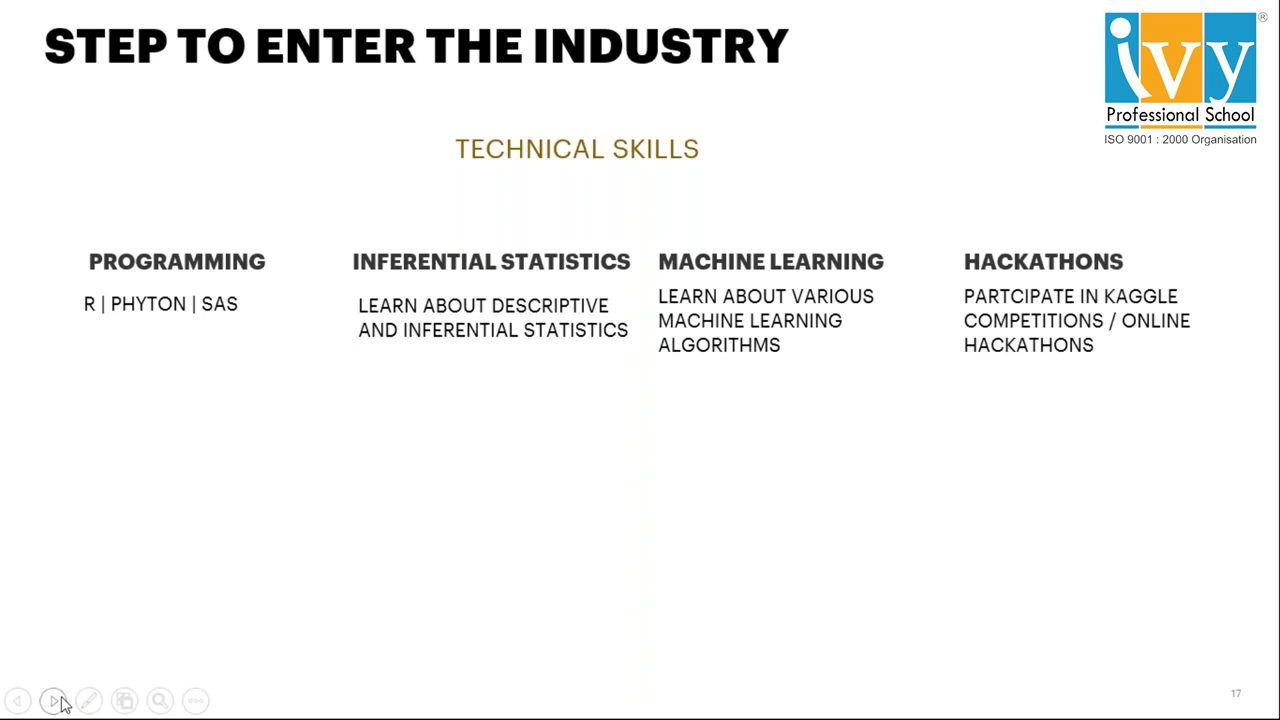 STEP TO ENTER THE INDUSTRY
ivy
®
Professional School
ISO 9001 : 2000 Organisation
TECHNICAL SKILLS
PROGRAMMING
R | PHYTON | SAS
INFERENTIAL STATISTICS
LEARN ABOUT DESCRIPTIVE
AND INFERENTIAL STATISTICS
MACHINE LEARNING
LEARN ABOUT VARIOUS
MACHINE LEARNING
ALGORITHMS
HACKATHONS
PARTCIPATE IN KAGGLE
COMPETITIONS / ONLINE
HACKATHONS
17